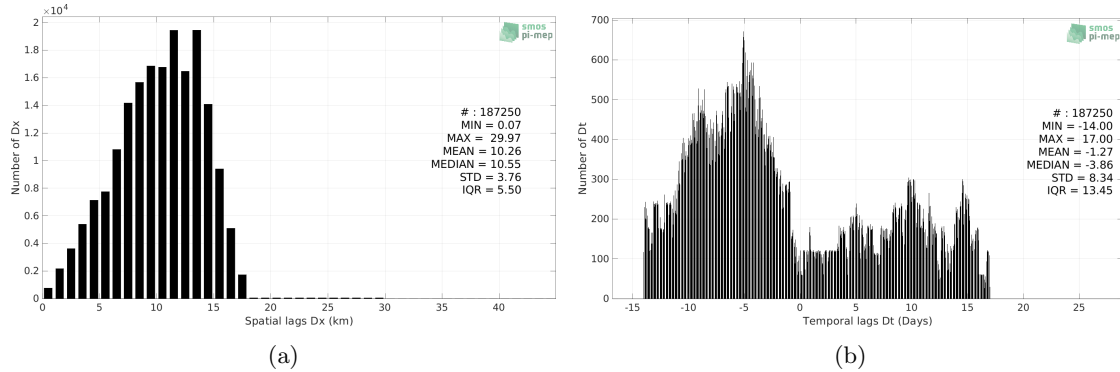 ×10⁴
2
1.8
1.6
1.4
1.2
1
0.8
0.6
0.4
0.2
0
Number of Dx
smos
pi-mep
# : 187250
MIN = 0.07
MAX = 29.97
MEAN = 10.26
MEDIAN = 10.55
STD = 3.76
IQR = 5.50
0 5 10 15 20 25 30 35 40
Spatial lags Dx (km)
(a)
700
600
500
400
300
200
100
0
Number of Dt
smos
pi-mep
# : 187250
MIN = -14.00
MAX = 17.00
MEAN = -1.27
MEDIAN = -3.86
STD = 8.34
IQR = 13.45
-15 -10 -5 0 5 10 15 20 25
Temporal lags Dt (Days)
(b)